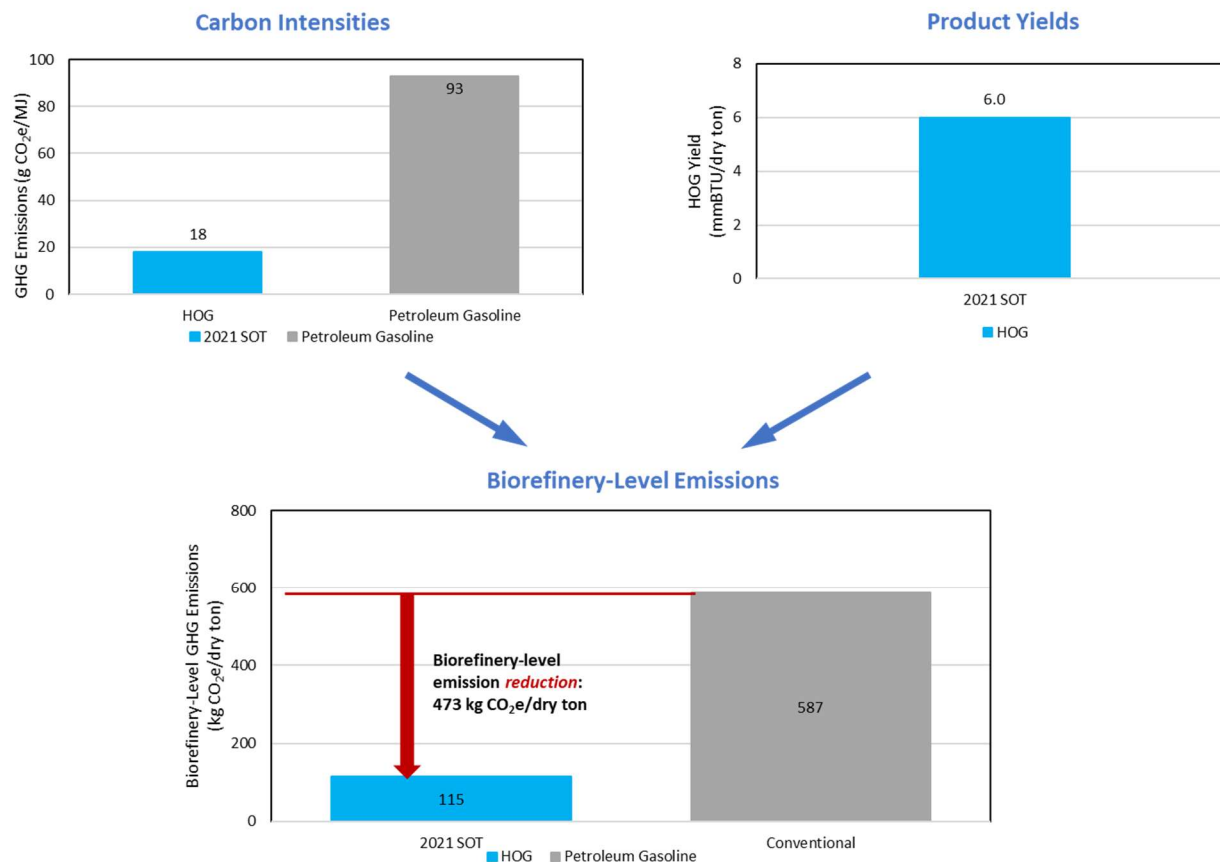 Carbon Intensities
GHG Emissions (g CO₂e/MJ)
100
80
60
40
20
0
18
93
HOG
Petroleum Gasoline
2021 SOT
Petroleum Gasoline
Product Yields
HOG Yield
(mmBTU/dry ton)
8
6
4
2
0
6.0
2021 SOT
HOG
Biorefinery-Level Emissions
Biorefinery-Level GHG Emissions
(kg CO₂e/dry ton)
800
600
400
200
0
Biorefinery-level
emission reduction:
473 kg CO₂e/dry ton
115
587
2021 SOT
Conventional
HOG
Petroleum Gasoline